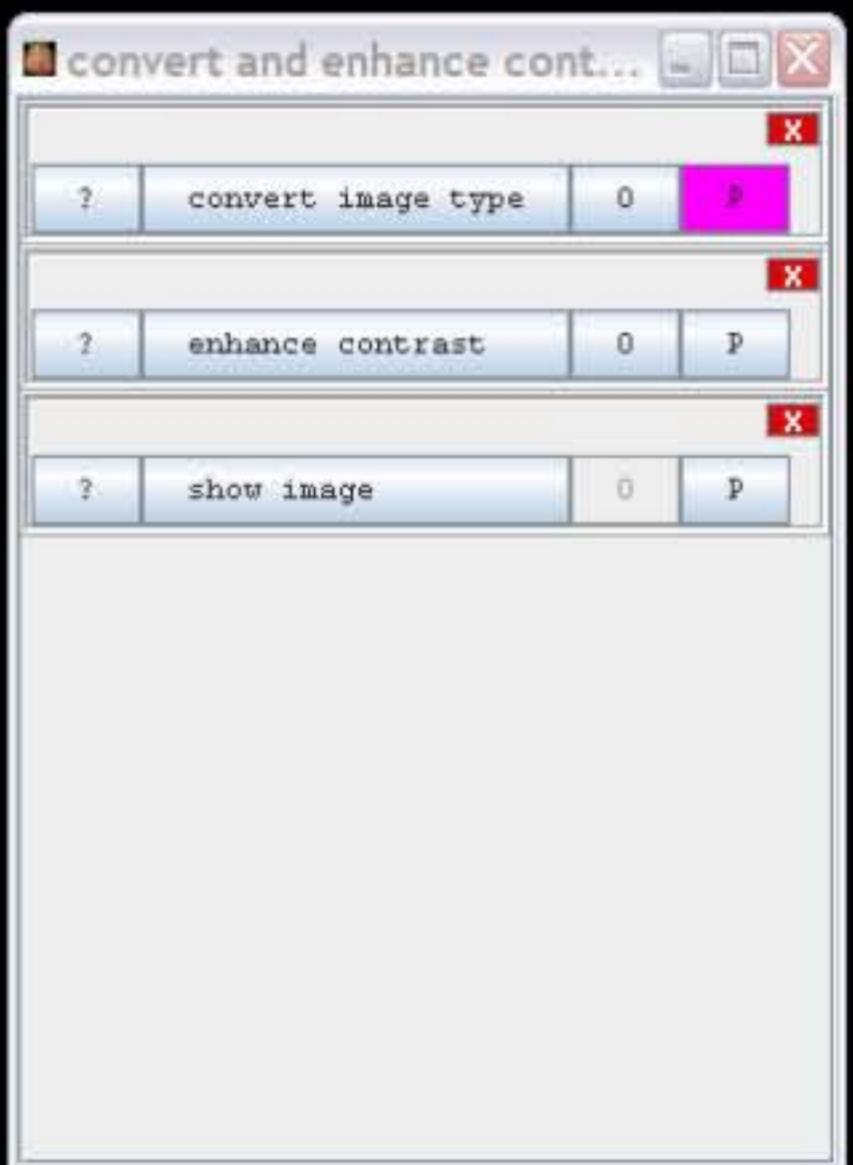 convert and enhance cont...
X
? convert image type O P
X
? enhance contrast O P
X
? show image O P